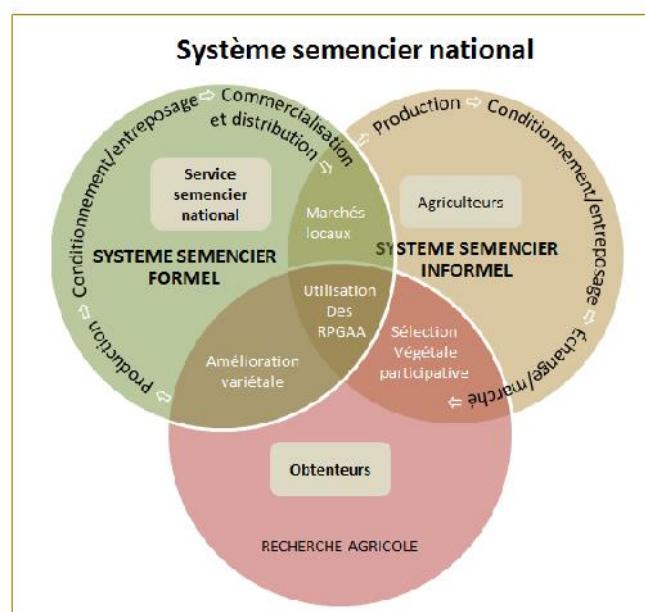 Système semencier national
Production
Conditionnement/entreposage
Commercialisation
et distribution
Production
Conditionnement/entreposage
Échange/marché
Service
semencier
national
Marchés
locaux
Agriculteurs
SYSTEME SEMENCIER
FORMEL
SYSTEME SEMENCIER
INFORMEL
Utilisation
Des
RPGAA
Amélioration
variétale
Sélection
Végétale
participative
Obtenteurs
RECHERCHE AGRICOLE